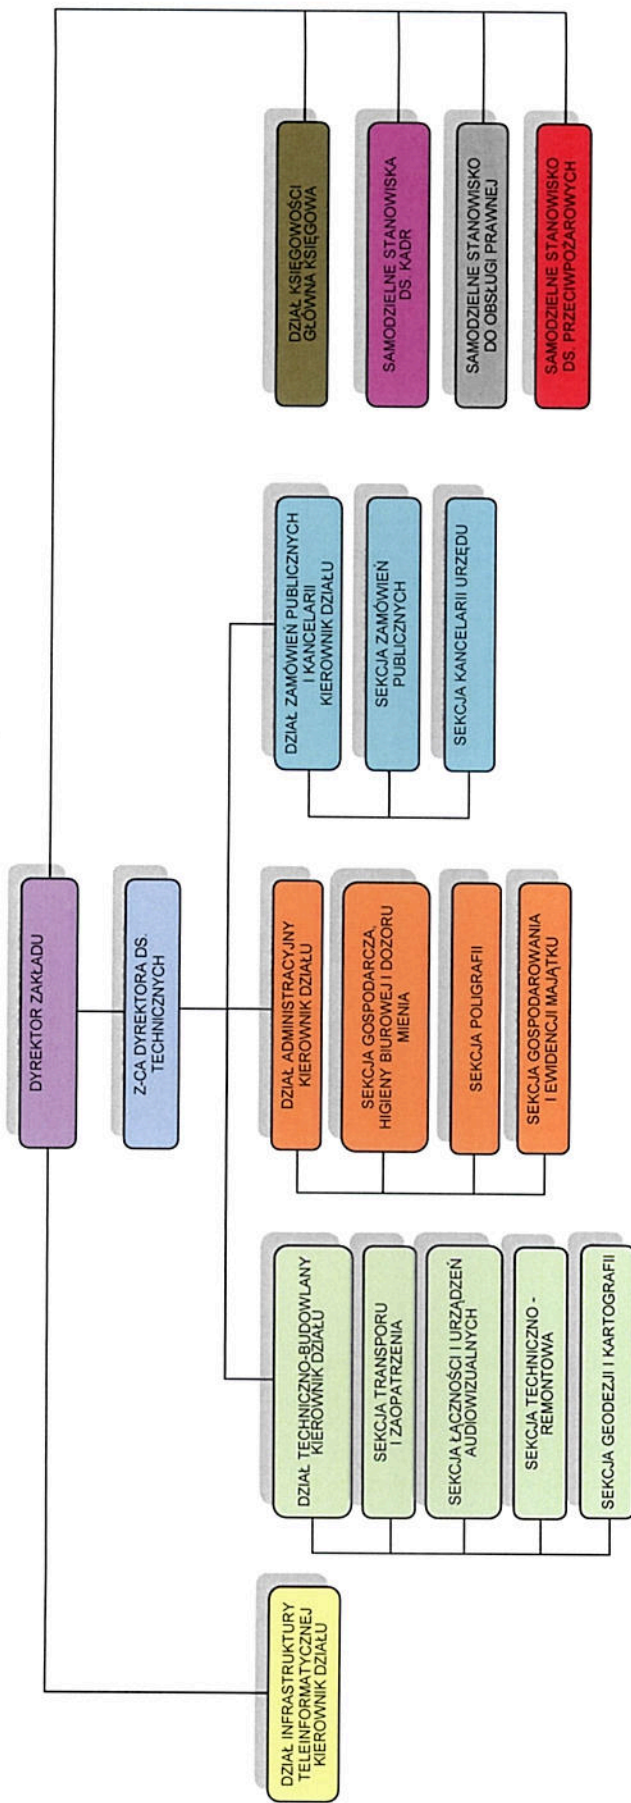 DYREKTOR ZAKŁADU
Z-CA DYREKTORA DS.
TECHNICZNYCH
DZIAŁ INFRASTRUKTURY
TELEINFORMATYCZNEJ
KIEROWNIK DZIAŁU
DZIAŁ TECHNICZNO-BUDOWLANY
KIEROWNIK DZIAŁU
SEKCJA TRANSPORU
I ZAOPATRZENIA
SEKCJA ŁĄCZNOŚCI I URZĄDZEŃ
AUDIOWIZUALNYCH
SEKCJA TECHNICZNO -
REMONTOWA
SEKCJA GEODEZJI I KARTOGRAFII
DZIAŁ ADMINISTRACYJNY
KIEROWNIK DZIAŁU
SEKCJA GOSPODARCZA,
HIGIENY BIUROWEJ I DOZORU
MIENIA
SEKCJA POLIGRAFII
SEKCJA GOSPODAROWANIA
I EWIDENCJI MAJĄTKU
DZIAŁ ZAMÓWIEŃ PUBLICZNYCH
I KANCELARII
KIEROWNIK DZIAŁU
SEKCJA ZAMÓWIEŃ
PUBLICZNYCH
SEKCJA KANCELARII URZĘDU
DZIAŁ KSIĘGOWOŚCI
GŁÓWNA KSIĘGOWA
SAMODZIELNE STANOWISKA
DS. KADR
SAMODZIELNE STANOWISKO
DO OBSŁUGI PRAWNEJ
SAMODZIELNE STANOWISKO
DS. PRZECIWPOŻAROWYCH